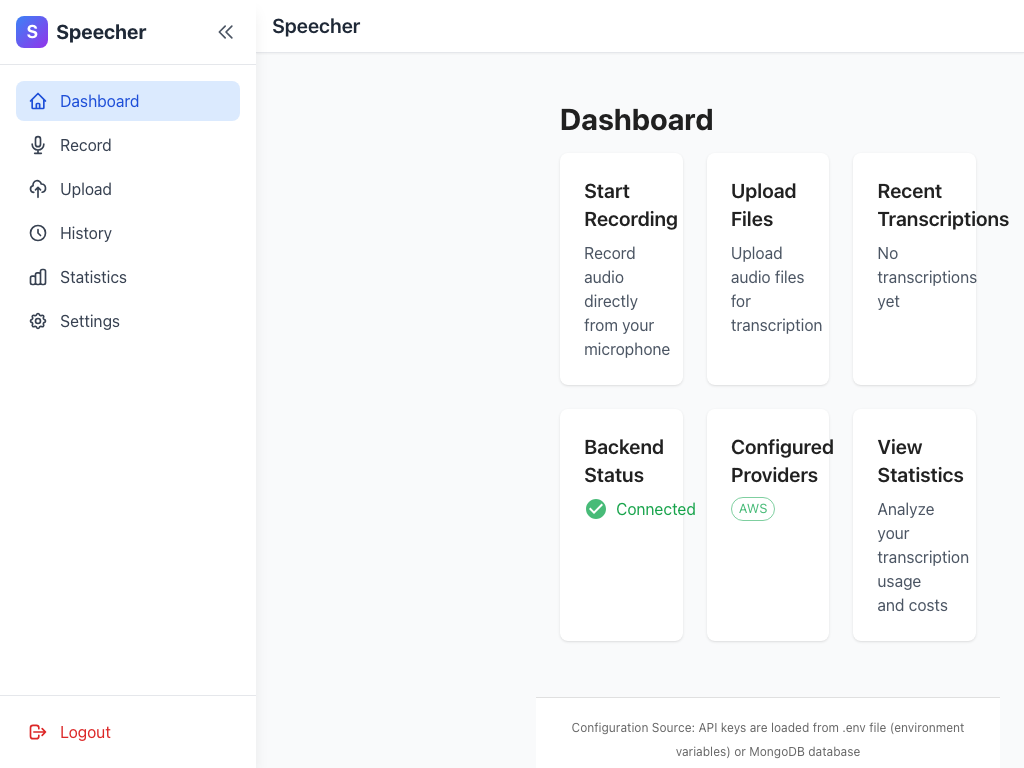 S Speecher
Dashboard
Record
Upload
History
Statistics
Settings
Logout
Speecher
Dashboard
Start
Recording
Record
audio
directly
from your
microphone
Upload
Files
Upload
audio files
for
transcription
Recent
Transcriptions
No
transcriptions
yet
Backend
Status
Connected
Configured
Providers
AWS
View
Statistics
Analyze
your
transcription
usage
and costs
Configuration Source: API keys are loaded from .env file (environment
variables) or MongoDB database